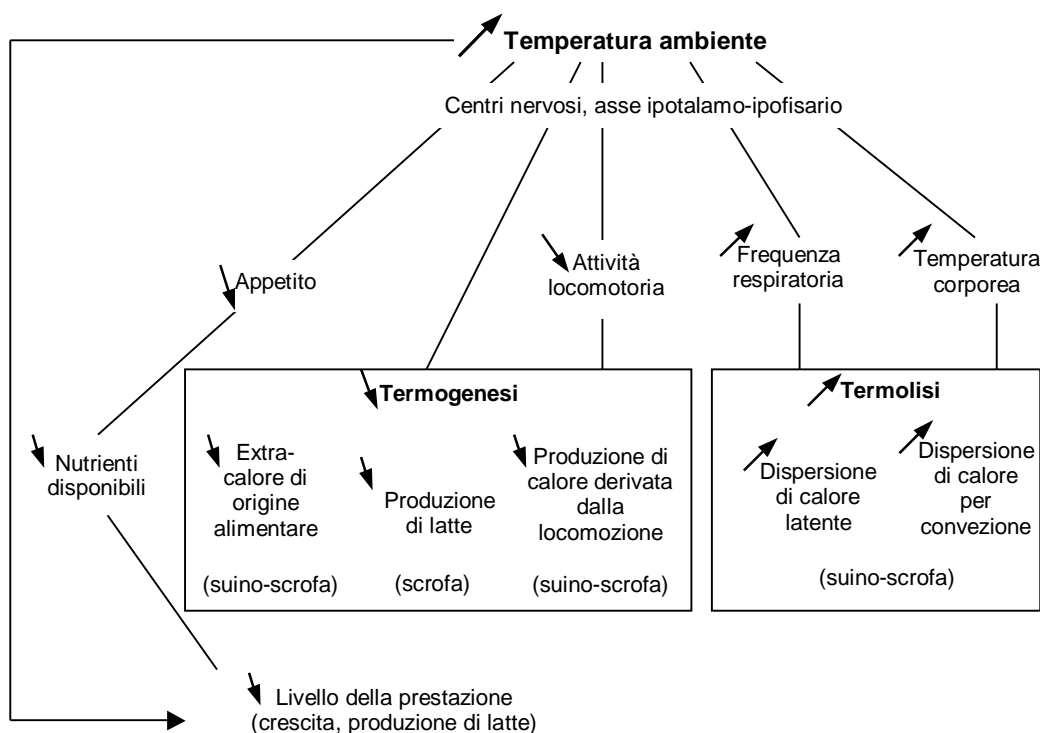 Temperatura ambiente
Centri nervosi, asse ipotalamo-ipofisario
Appetito
Attività
locomotoria
Frequenza
respiratoria
Temperatura
corporea
Termogenesi
Termolisi
Nutrienti
disponibili
Extra-
calore di
origine
alimentare
(suino-scrofa)
Produzione
di latte
(scrofa)
Produzione di
calore derivata
dalla
locomozione
(suino-scrofa)
Dispersione
di calore
latente
Dispersione
di calore
per
convezione
(suino-scrofa)
Livello della prestazione
(crescita, produzione di latte)